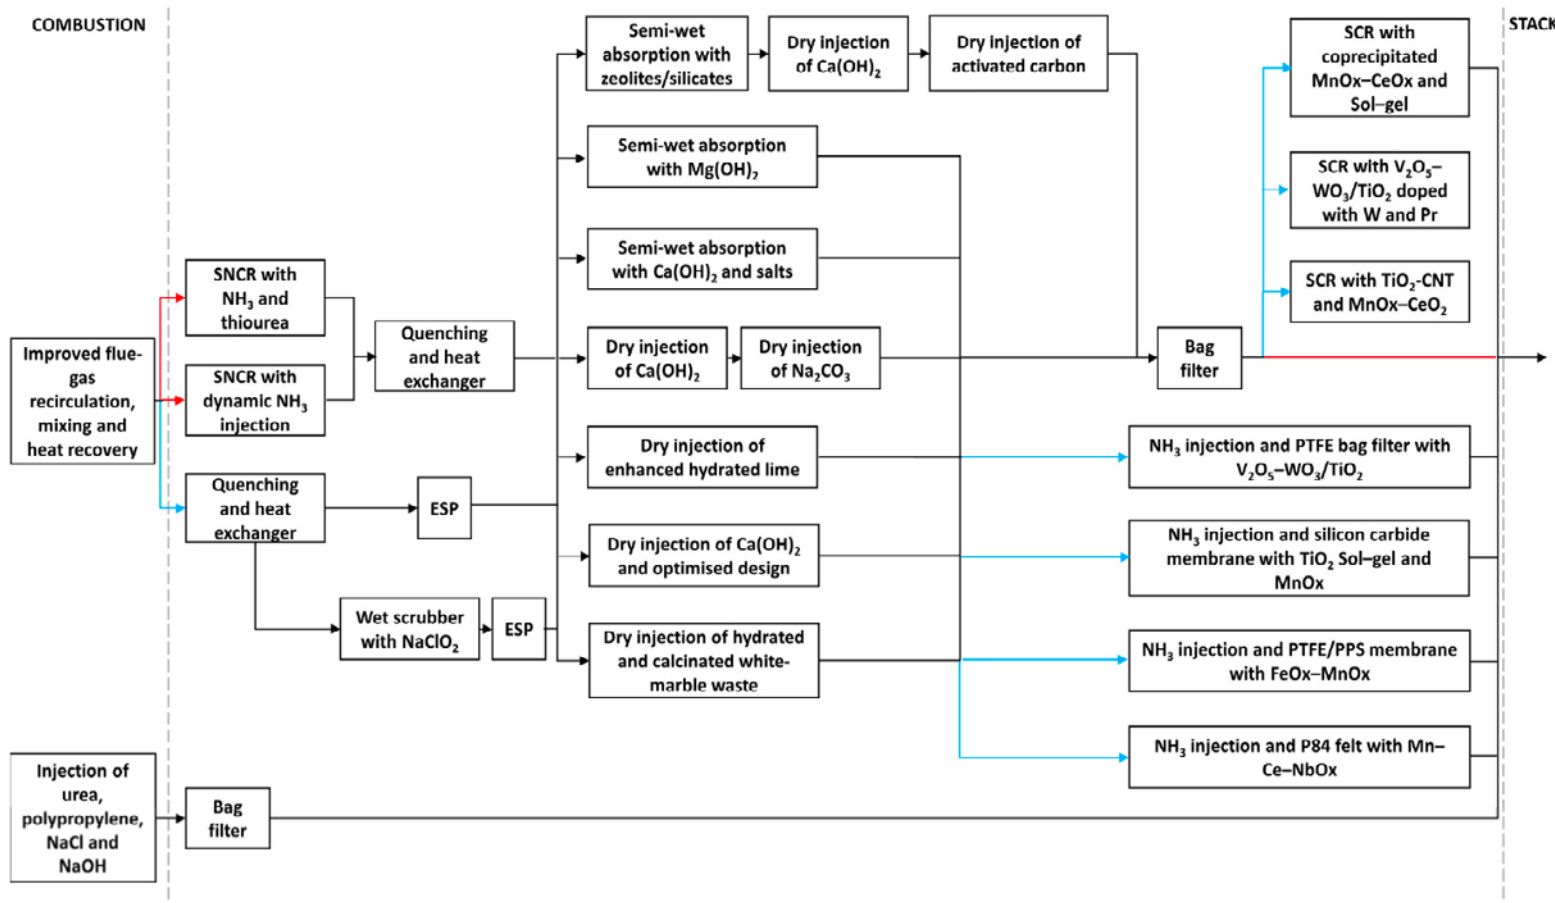 COMBUSTION
STACK
Semi-wet
absorption with
zeolites/silicates
Dry injection
of Ca(OH)₂
Dry injection of
activated carbon
SCR with
coprecipitated
MnOx–CeOx and
Sol–gel
Semi-wet absorption
with Mg(OH)₂
SCR with V₂O₅–
WO₃/TiO₂ doped
with W and Pr
Semi-wet absorption
with Ca(OH)₂ and salts
SCR with TiO₂-CNT
and MnOx–CeO₂
SNCR with
NH₃ and
thiourea
Improved flue-
gas
recirculation,
mixing and
heat recovery
SNCR with
dynamic NH₃
injection
Quenching
and heat
exchanger
Dry injection
of Ca(OH)₂
Dry injection
of Na₂CO₃
Bag
filter
Dry injection of
enhanced hydrated lime
NH₃ injection and PTFE bag filter with
V₂O₅–WO₃/TiO₂
Quenching
and heat
exchanger
ESP
Dry injection of Ca(OH)₂
and optimised design
NH₃ injection and silicon carbide
membrane with TiO₂ Sol–gel and
MnOx
Wet scrubber
with NaClO₂
ESP
Dry injection of hydrated
and calcinated white-
marble waste
NH₃ injection and PTFE/PPS membrane
with FeOx–MnOx
NH₃ injection and P84 felt with Mn–
Ce–NbOx
Injection of
urea,
polypropylene,
NaCl and
NaOH
Bag
filter